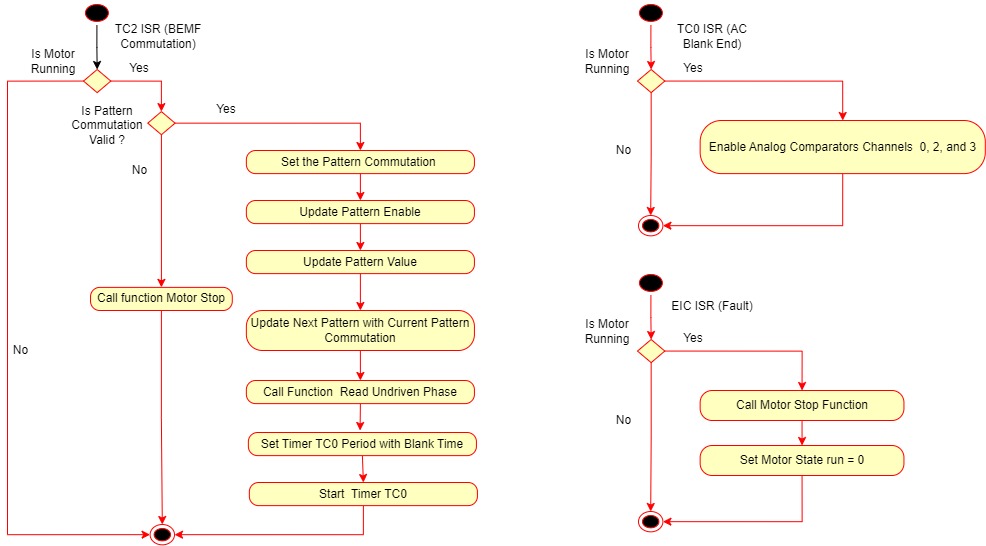 TC2 ISR (BEMF
Commutation)
Is Motor
Running
Yes
Is Pattern
Commutation
Valid ?
Yes
No
Set the Pattern Commutation
Update Pattern Enable
Update Pattern Value
Call function Motor Stop
Update Next Pattern with Current Pattern
Commutation
No
Call Function Read Undriven Phase
Set Timer TC0 Period with Blank Time
Start Timer TC0
TC0 ISR (AC
Blank End)
Is Motor
Running
Yes
No
Enable Analog Comparators Channels 0, 2, and 3
EIC ISR (Fault)
Is Motor
Running
Yes
No
Call Motor Stop Function
Set Motor State run = 0